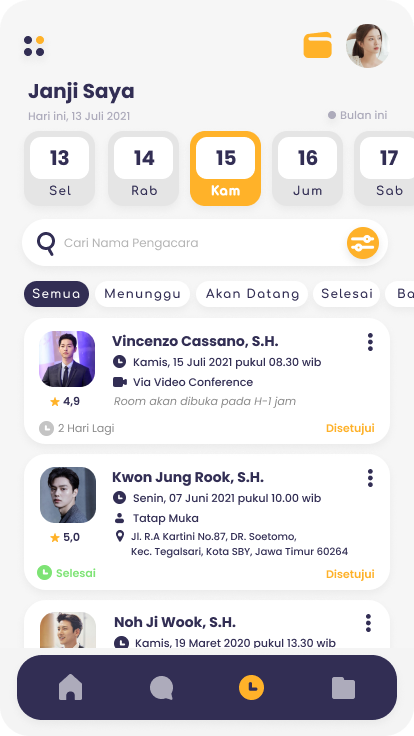 Janji Saya
Hari ini, 13 Juli 2021
Bulan ini
13 14 15 16 17
Sel Rab Kam Jum Sab
Cari Nama Pengacara
Semua Menunggu Akan Datang Selesai Ba
Vincenzo Cassano, S.H.
Kamis, 15 Juli 2021 pukul 08.30 wib
Via Video Conference
4,9
Room akan dibuka pada H-1 jam
2 Hari Lagi
Disetujui
Kwon Jung Rook, S.H.
Senin, 07 Juni 2021 pukul 10.00 wib
Tatap Muka
5,0
Jl. R.A Kartini No.87, DR. Soetomo,
Kec. Tegalsari, Kota SBY, Jawa Timur 60264
Selesai
Disetujui
Noh Ji Wook, S.H.
Kamis, 19 Maret 2020 pukul 13.30 wib